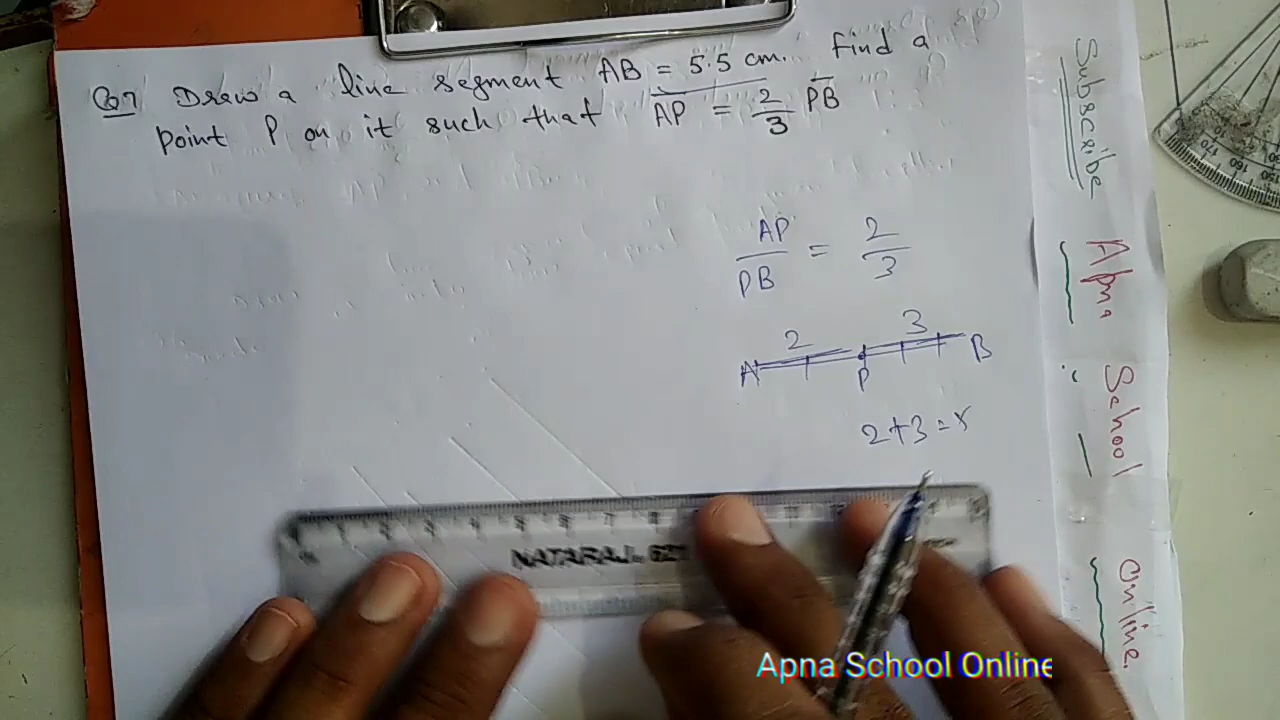 Q7 Draw a line segment AB = 5.5 cm. Find a
point P on it such that AP = 2/3 PB
AP/PB = 2/3
2 3
A P B
2+3=5
NATARAJ 621
Subscribe
Apna School Online.
Apna School Online